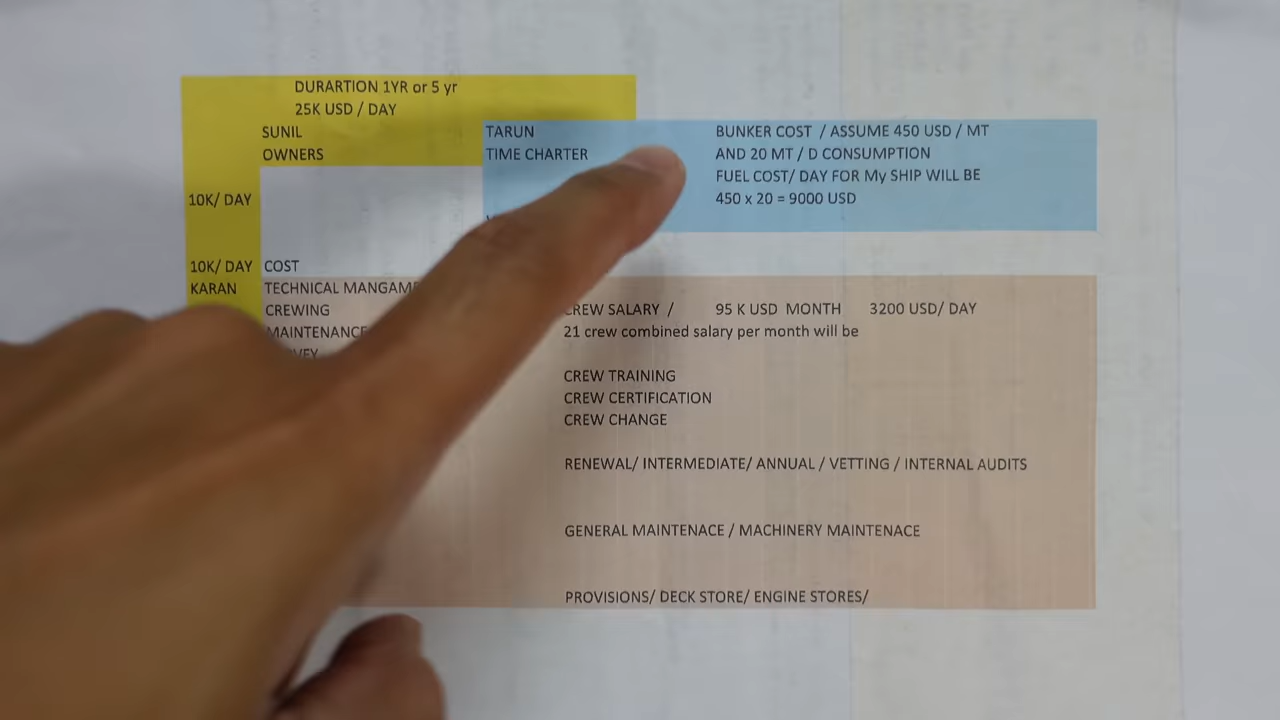 DURARTION 1YR or 5 yr
25K USD / DAY
SUNIL
OWNERS
TARUN
TIME CHARTER
BUNKER COST / ASSUME 450 USD / MT
AND 20 MT / D CONSUMPTION
FUEL COST/ DAY FOR My SHIP WILL BE
450 x 20 = 9000 USD
10K/ DAY
10K/ DAY COST
KARAN
TECHNICAL
CREWING
MAINTENANCE
CREW SALARY / 95 K USD MONTH 3200 USD/ DAY
21 crew combined salary per month will be
CREW TRAINING
CREW CERTIFICATION
CREW CHANGE
RENEWAL/ INTERMEDIATE/ ANNUAL / VETTING / INTERNAL AUDITS
GENERAL MAINTENACE / MACHINERY MAINTENACE
PROVISIONS/ DECK STORE/ ENGINE STORES/